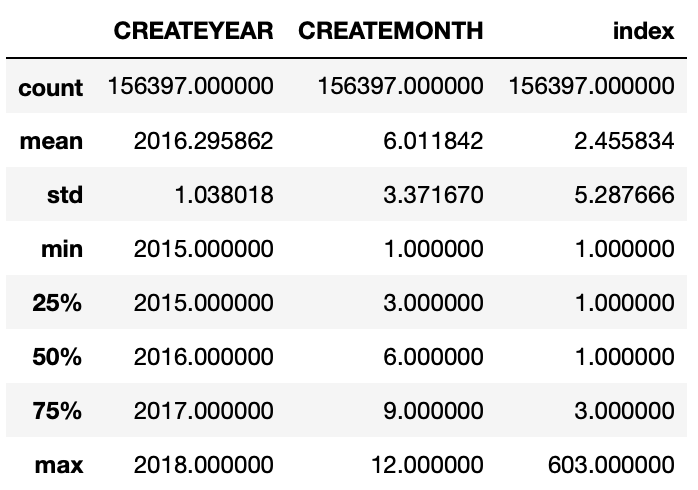 CREATEYEAR CREATEMONTH index
count 156397.000000 156397.000000 156397.000000
mean 2016.295862 6.011842 2.455834
std 1.038018 3.371670 5.287666
min 2015.000000 1.000000 1.000000
25% 2015.000000 3.000000 1.000000
50% 2016.000000 6.000000 1.000000
75% 2017.000000 9.000000 3.000000
max 2018.000000 12.000000 603.000000